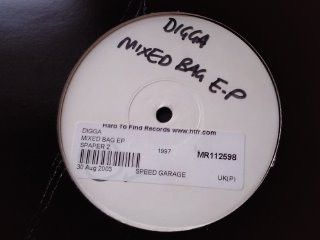 DIGGA
MIXED BAG E-P
Hard To Find Records www.htfr.com
DIGGA
MIXED BAG EP
SPAPER 2
1997
MR112598
30 Aug 2005
SPEED GARAGE
UK(P)